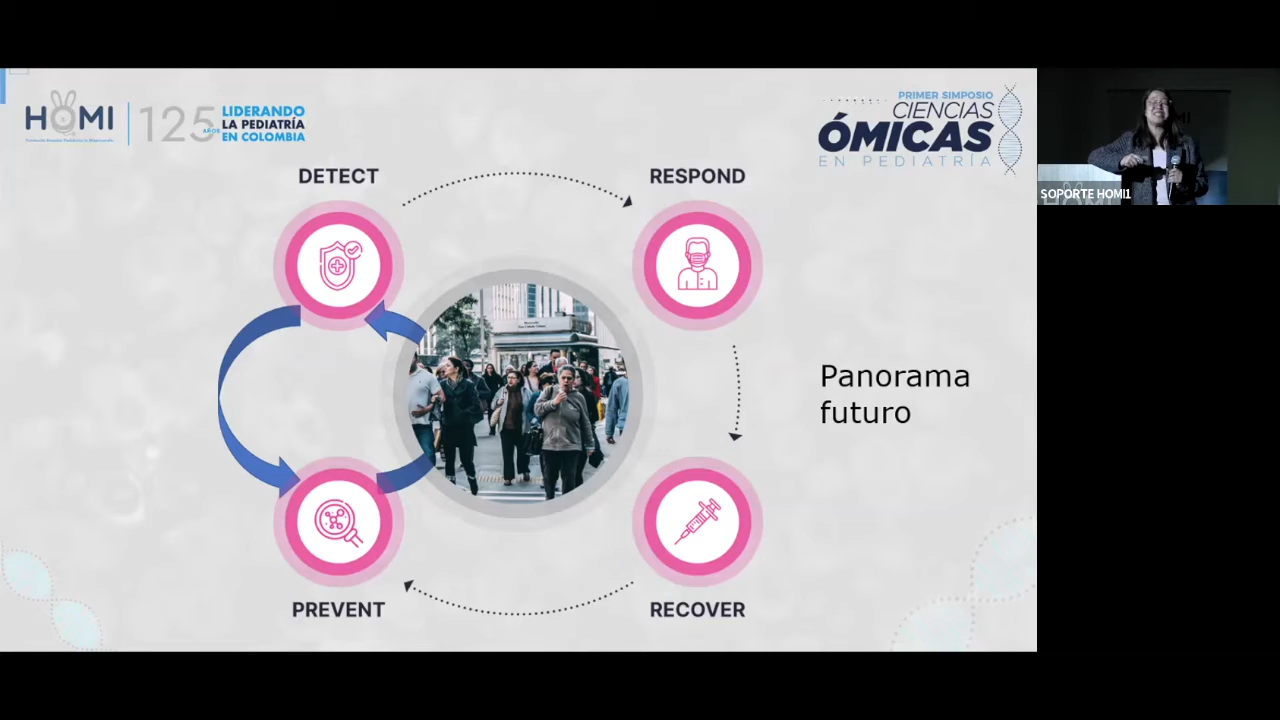 HOMI
125 AÑOS
LIDERANDO
LA PEDIATRÍA
EN COLOMBIA
PRIMER SIMPOSIO
CIENCIAS
ÓMICAS
EN PEDIATRÍA
DETECT
RESPOND
SOPORTE HOMI1
Panorama
futuro
PREVENT
RECOVER